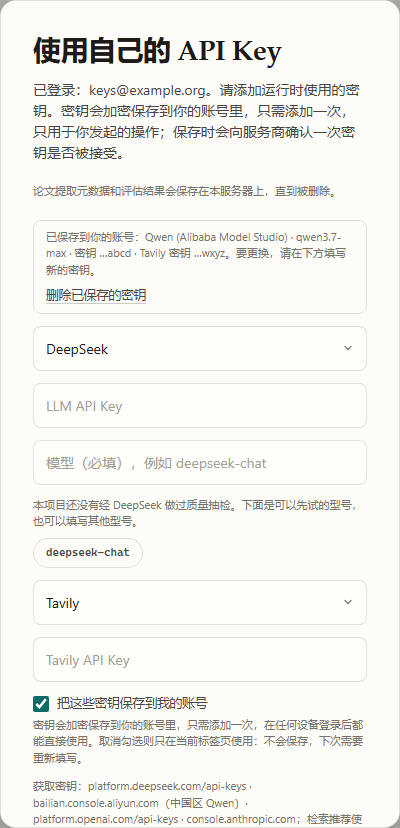 使用自己的 API Key
已登录：keys@example.org。请添加运行时使用的密
钥。密钥会加密保存到你的账号里，只需添加一次，
只用于你发起的操作；保存时会向服务商确认一次密
钥是否被接受。
论文提取元数据和评估结果会保存在本服务器上，直到被删除。
已保存到你的账号：Qwen (Alibaba Model Studio) · qwen3.7-
max · 密钥 …abcd · Tavily 密钥 …wxyz。要更换，请在下方填写
新的密钥。
删除已保存的密钥
DeepSeek
LLM API Key
模型（必填），例如 deepseek-chat
本项目还没有经 DeepSeek 做过质量抽检。下面是可以先试的型号，
也可以填写其他型号。
deepseek-chat
Tavily
Tavily API Key
把这些密钥保存到我的账号
密钥会加密保存到你的账号里，只需添加一次，在任何设备登录后都
能直接使用。取消勾选则只在当前标签页使用：不会保存，下次需要
重新填写。
获取密钥：platform.deepseek.com/api-keys ·
bailian.console.aliyun.com（中国区 Qwen）·
platform.openai.com/api-keys · console.anthropic.com；检索推荐使